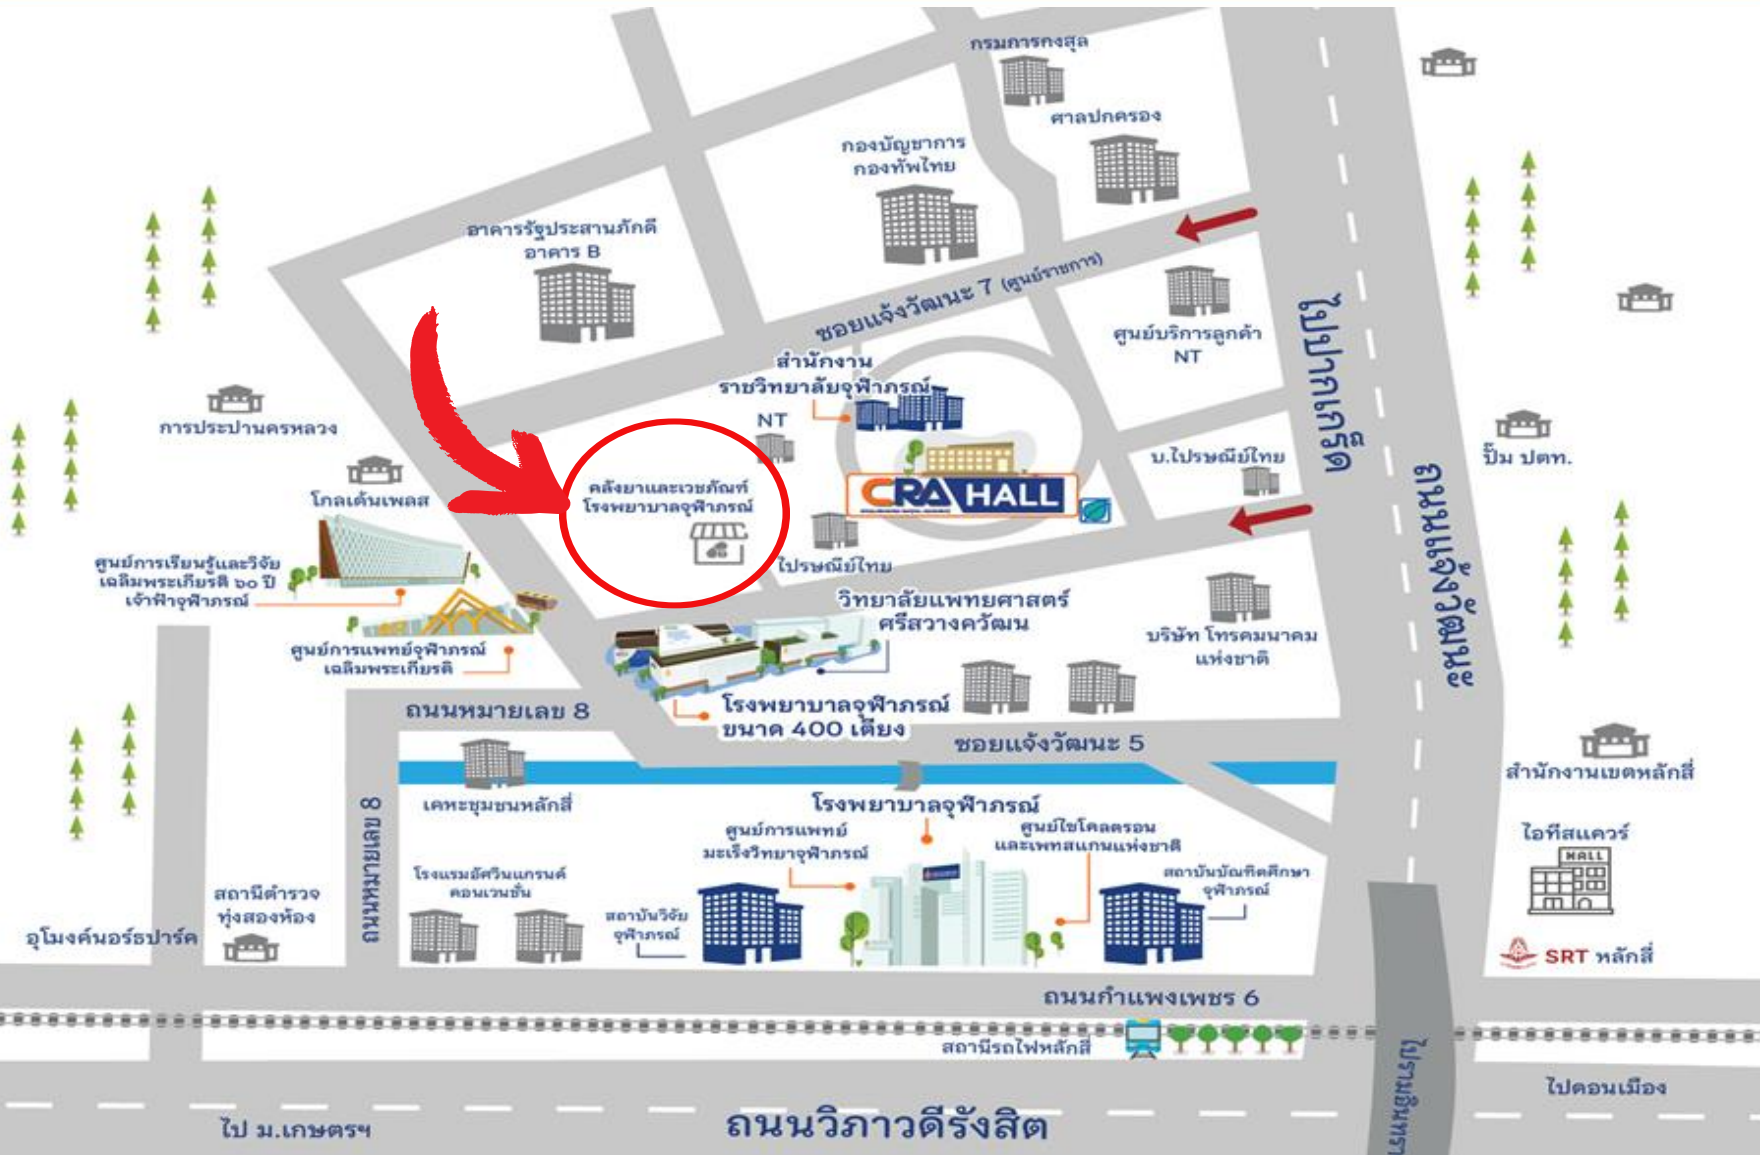 กรมการกงสุล
ศาลปกครอง
กองบัญชาการ
กองทัพไทย
อาคารรัฐประสานภักดี
อาคาร B
ซอยแจ้งวัฒนะ 7 (ศูนย์ราชการ)
ศูนย์บริการลูกค้า
NT
ไปปากเกร็ด
สำนักงาน
ราชวิทยาลัยจุฬาภรณ์
NT
การประปานครหลวง
โกลเด้นเพลส
คลังยาและเวชภัณฑ์
โรงพยาบาลจุฬาภรณ์
CRA HALL
บ.ไปรษณีย์ไทย
ปั๊ม ปตท.
ถนนแจ้งวัฒนะ
ไปรษณีย์ไทย
ศูนย์การเรียนรู้และวิจัย
เฉลิมพระเกียรติ ๖๐ ปี
เจ้าฟ้าจุฬาภรณ์
วิทยาลัยแพทยศาสตร์
ศรีสวางควัฒน
บริษัท โทรคมนาคม
แห่งชาติ
ศูนย์การแพทย์จุฬาภรณ์
เฉลิมพระเกียรติ
โรงพยาบาลจุฬาภรณ์
ขนาด 400 เตียง
ถนนหมายเลข 8
ซอยแจ้งวัฒนะ 5
สำนักงานเขตหลักสี่
เคหะชุมชนหลักสี่
โรงพยาบาลจุฬาภรณ์
ศูนย์การแพทย์
มะเร็งวิทยาจุฬาภรณ์
ศูนย์ไซโคลตรอน
และเพทสแกนแห่งชาติ
ไอทีสแควร์
MALL
ถนนหมายเลข 8
โรงแรมอัศวินแกรนด์
คอนเวนชั่น
สถาบันบัณฑิตศึกษา
จุฬาภรณ์
สถานีตำรวจ
ทุ่งสองห้อง
สถาบันวิจัย
จุฬาภรณ์
อุโมงค์นอร์ธปาร์ค
SRT หลักสี่
ถนนกำแพงเพชร 6
สถานีรถไฟหลักสี่
ไปรามอินทรา
ไปดอนเมือง
ไป ม.เกษตรฯ
ถนนวิภาวดีรังสิต